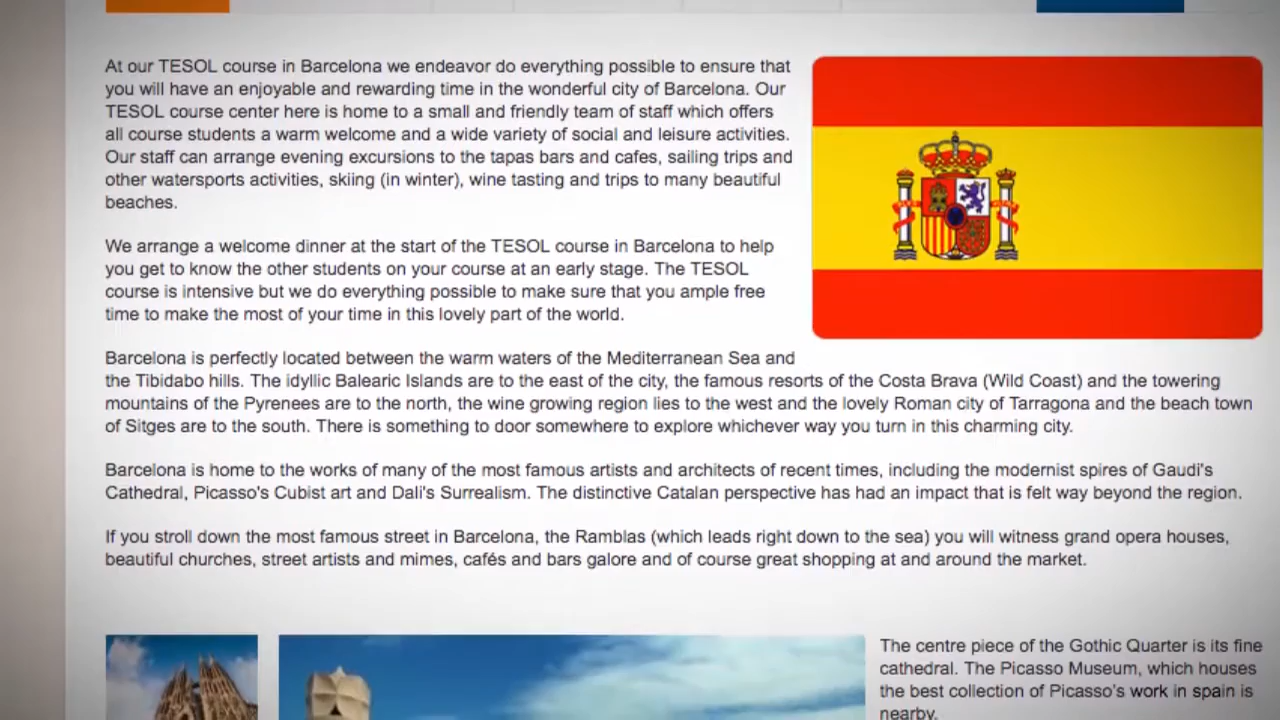 At our TESOL course in Barcelona we endeavor do everything possible to ensure that
you will have an enjoyable and rewarding time in the wonderful city of Barcelona. Our
TESOL course center here is home to a small and friendly team of staff which offers
all course students a warm welcome and a wide variety of social and leisure activities.
Our staff can arrange evening excursions to the tapas bars and cafes, sailing trips and
other watersports activities, skiing (in winter), wine tasting and trips to many beautiful
beaches.
We arrange a welcome dinner at the start of the TESOL course in Barcelona to help
you get to know the other students on your course at an early stage. The TESOL
course is intensive but we do everything possible to make sure that you ample free
time to make the most of your time in this lovely part of the world.
Barcelona is perfectly located between the warm waters of the Mediterranean Sea and
the Tibidabo hills. The idyllic Balearic Islands are to the east of the city, the famous resorts of the Costa Brava (Wild Coast) and the towering
mountains of the Pyrenees are to the north, the wine growing region lies to the west and the lovely Roman city of Tarragona and the beach town
of Sitges are to the south. There is something to door somewhere to explore whichever way you turn in this charming city.
Barcelona is home to the works of many of the most famous artists and architects of recent times, including the modernist spires of Gaudi's
Cathedral, Picasso's Cubist art and Dali's Surrealism. The distinctive Catalan perspective has had an impact that is felt way beyond the region.
If you stroll down the most famous street in Barcelona, the Ramblas (which leads right down to the sea) you will witness grand opera houses,
beautiful churches, street artists and mimes, cafés and bars galore and of course great shopping at and around the market.
The centre piece of the Gothic Quarter is its fine
cathedral. The Picasso Museum, which houses
the best collection of Picasso's work in spain is
nearby.